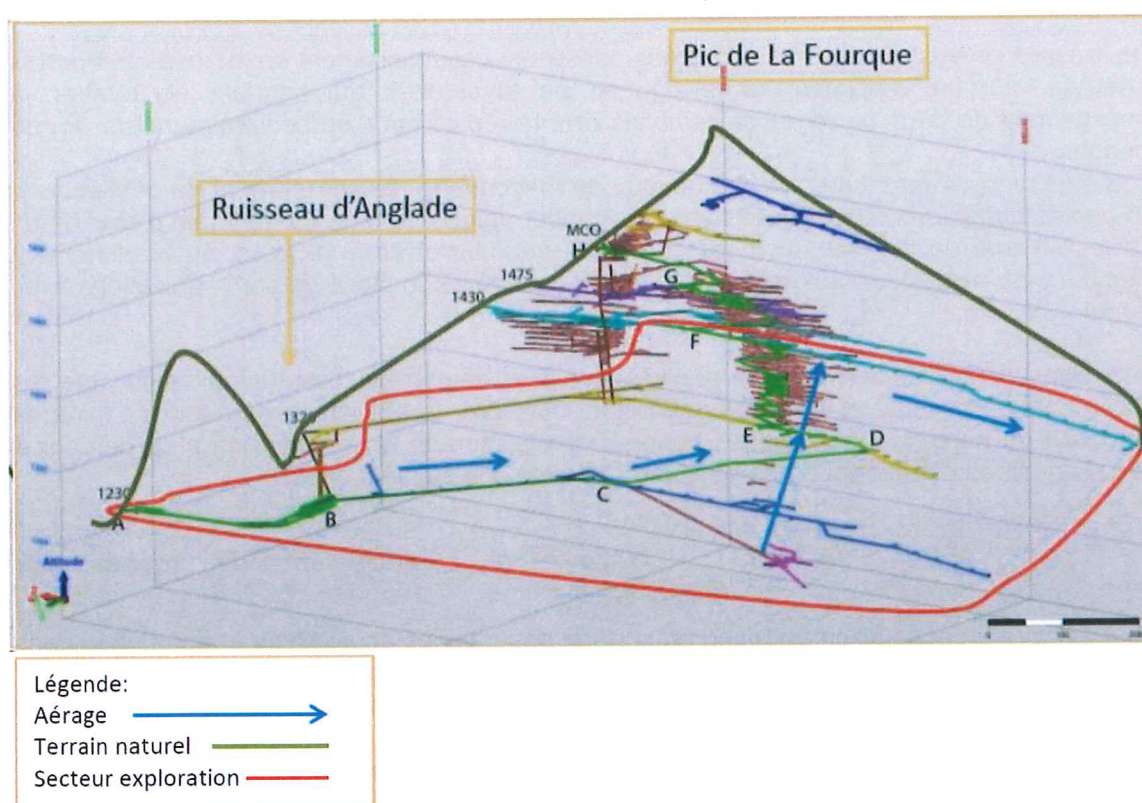 Pic de La Fourque
Ruisseau d'Anglade
MCO
H
I
1475
G
1430
F
1320
I
E
D
C
1230
A
B
Altitude
Légende:
Aérage
Terrain naturel
Secteur exploration